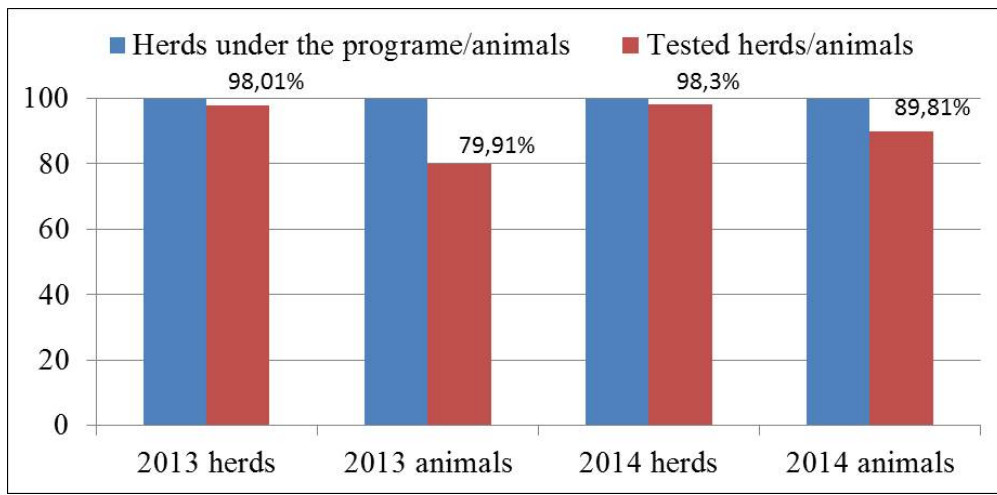 Herds under the programe/animals Tested herds/animals
98,01% 98,3% 89,81%
79,91%
100
80
60
40
20
0
2013 herds 2013 animals 2014 herds 2014 animals